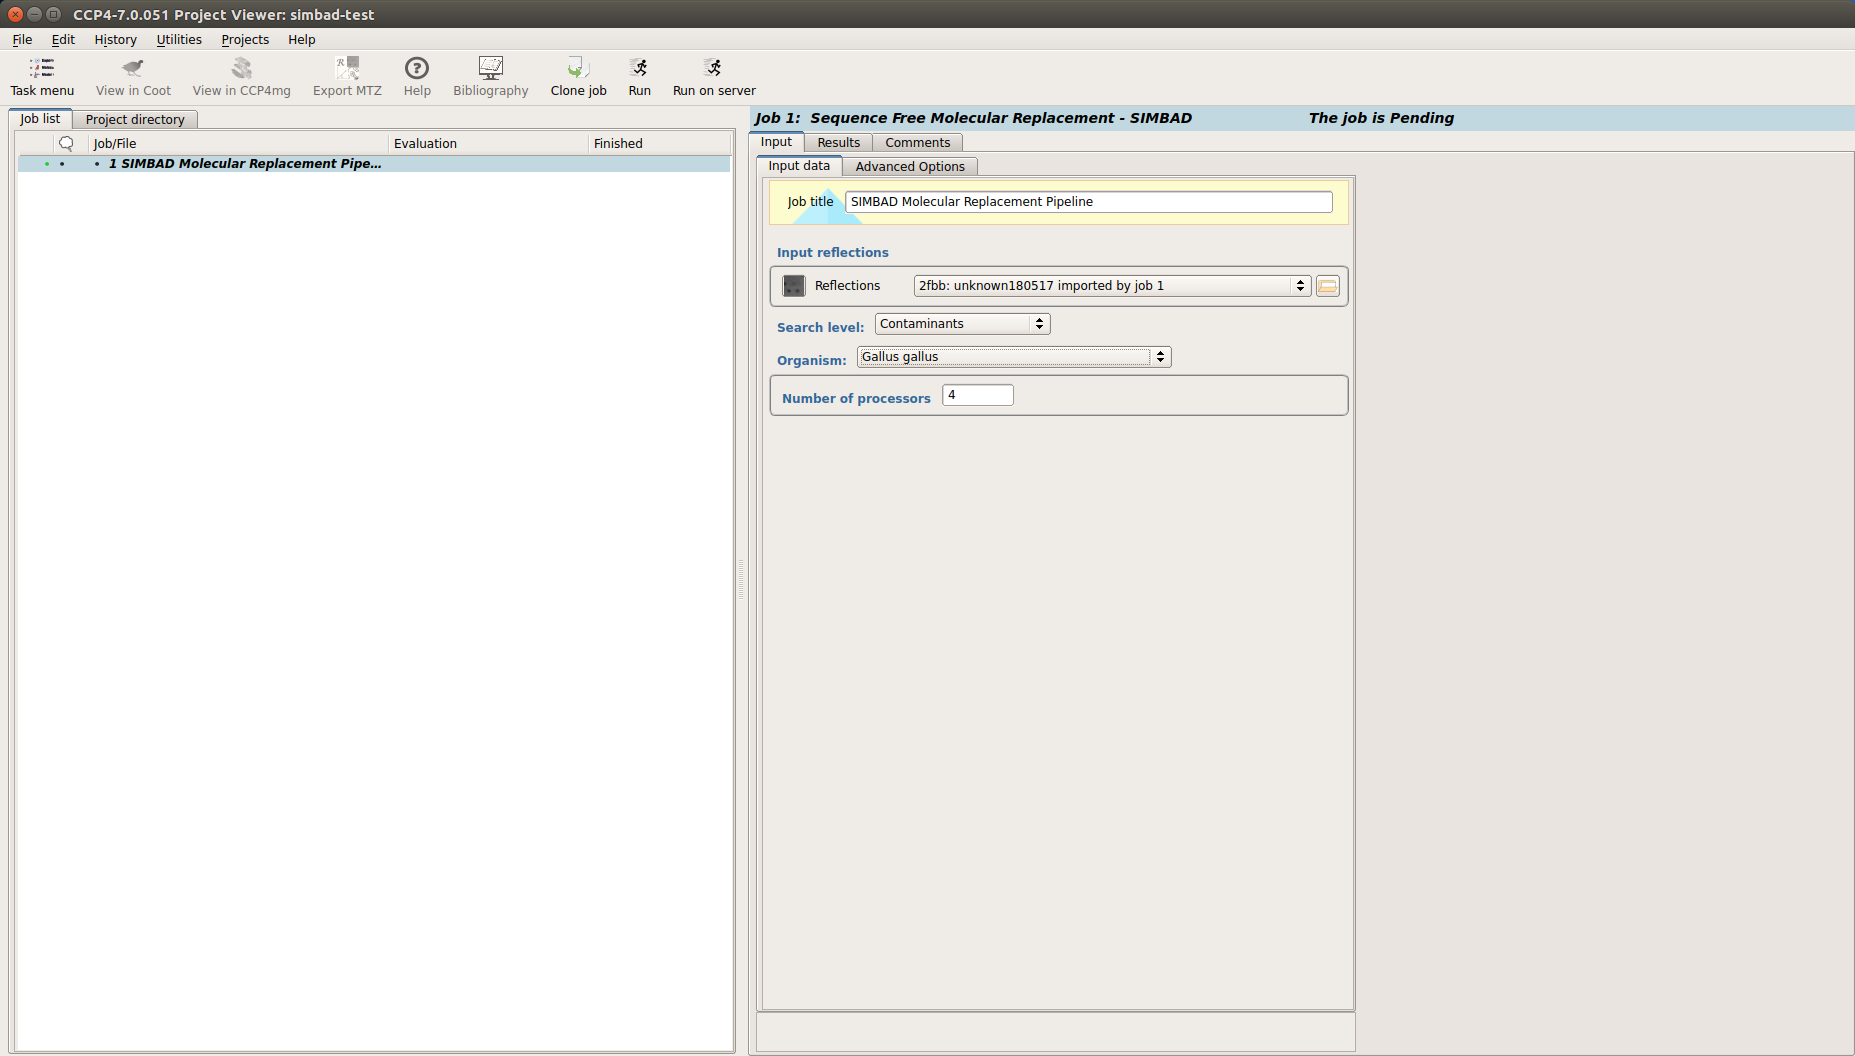 CCP4-7.0.051 Project Viewer: simbad-test
File Edit History Utilities Projects Help
Task menu View in Coot View in CCP4mg Export MTZ Help Bibliography Clone job Run Run on server
Job list Project directory
Job/File Evaluation Finished
1 SIMBAD Molecular Replacement Pipe...
Job 1: Sequence Free Molecular Replacement - SIMBAD The job is Pending
Input Results Comments
Input data Advanced Options
Job title SIMBAD Molecular Replacement Pipeline
Input reflections
Reflections 2fbb: unknown180517 imported by job 1
Search level: Contaminants
Organism: Gallus gallus
Number of processors 4